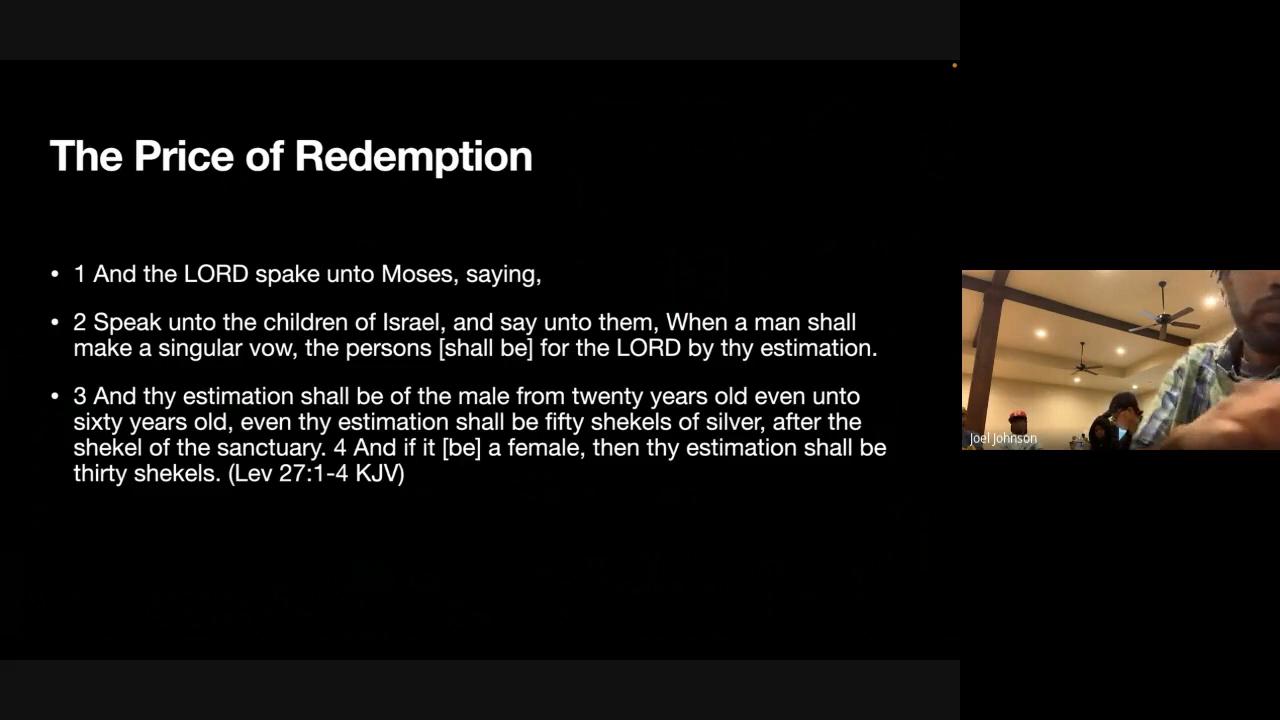 The Price of Redemption
• 1 And the LORD spake unto Moses, saying,
• 2 Speak unto the children of Israel, and say unto them, When a man shall
make a singular vow, the persons [shall be] for the LORD by thy estimation.
• 3 And thy estimation shall be of the male from twenty years old even unto
sixty years old, even thy estimation shall be fifty shekels of silver, after the
shekel of the sanctuary. 4 And if it [be] a female, then thy estimation shall be
thirty shekels. (Lev 27:1-4 KJV)
Joel Johnson